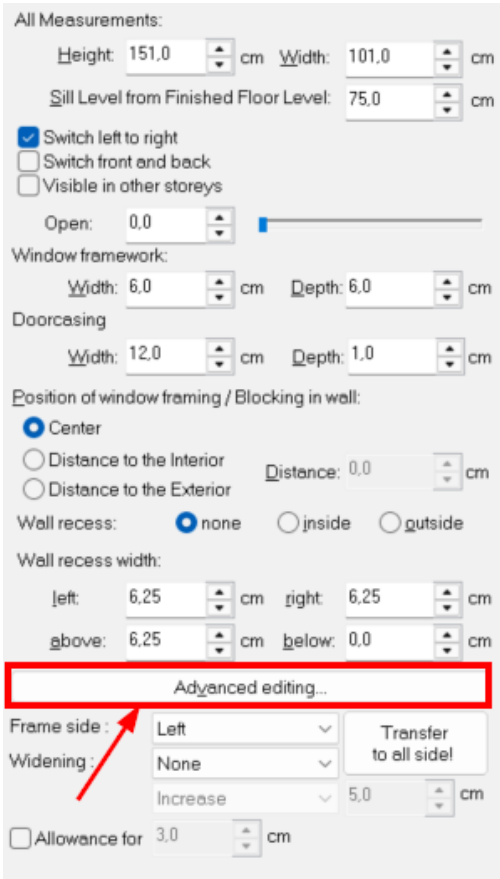 All Measurements:
Height: 151,0 cm Width: 101,0 cm
Sill Level from Finished Floor Level: 75,0 cm
Switch left to right
Switch front and back
Visible in other storeys
Open: 0,0
Window framework:
Width: 6,0 cm Depth: 6,0 cm
Doorcasing
Width: 12,0 cm Depth: 1,0 cm
Position of window framing / Blocking in wall:
Center
Distance to the Interior
Distance: 0,0 cm
Distance to the Exterior
Wall recess: none inside outside
Wall recess width:
left: 6,25 cm right: 6,25 cm
above: 6,25 cm below: 0,0 cm
Advanced editing...
Frame side : Left
Widening : None
Transfer
to all side!
Increase 5,0 cm
Allowance for 3,0 cm